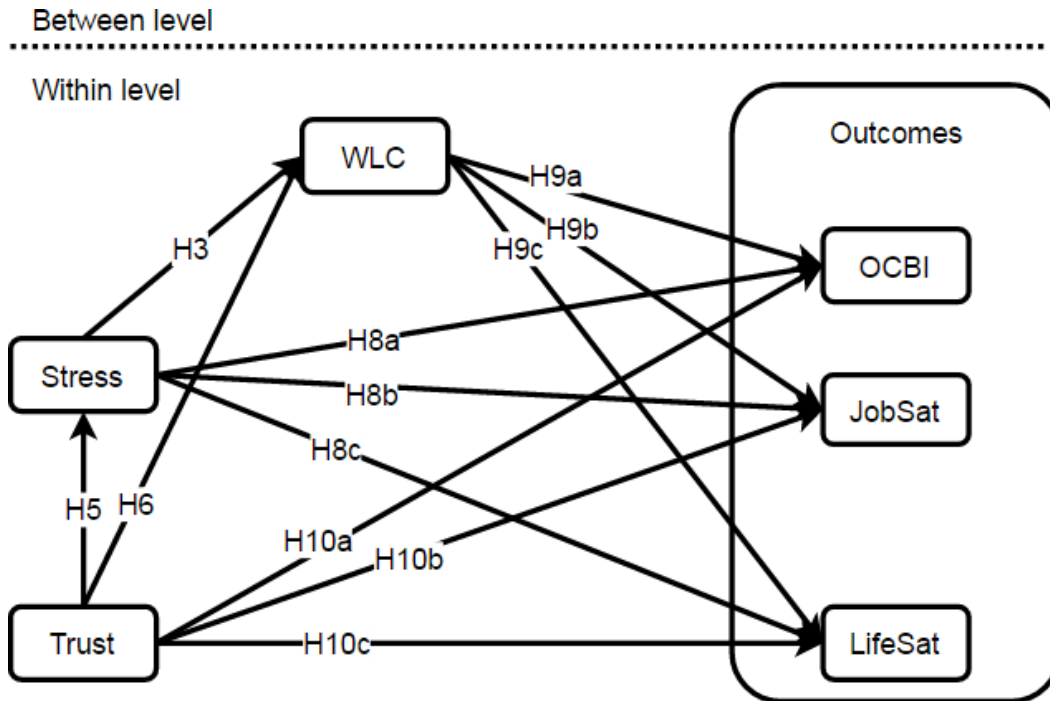 Between level
Within level
WLC
Outcomes
H9a
H9b
H9c
H3
OCBI
H8a
Stress
H8b
JobSat
H8c
H5
H6
H10a
H10b
Trust
H10c
LifeSat